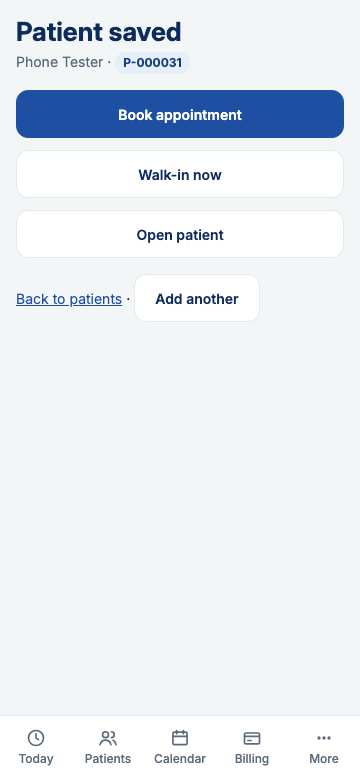 Patient saved
Phone Tester · P-000031
Book appointment
Walk-in now
Open patient
Back to patients · Add another
Today Patients Calendar Billing More